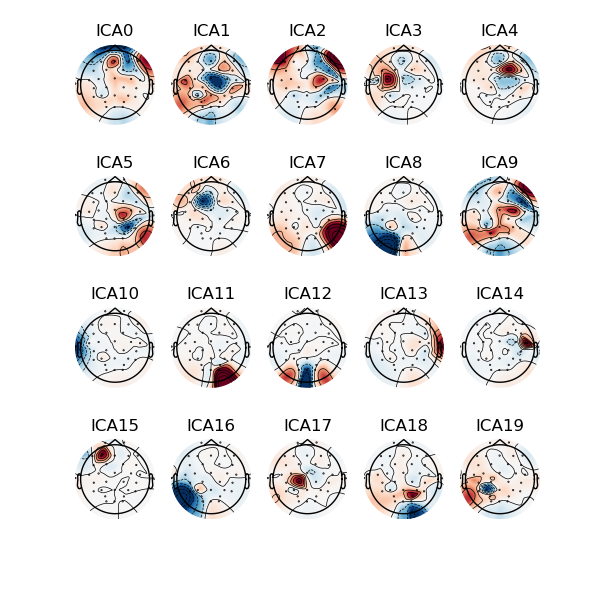 ICA0 ICA1 ICA2 ICA3 ICA4
ICA5 ICA6 ICA7 ICA8 ICA9
ICA10 ICA11 ICA12 ICA13 ICA14
ICA15 ICA16 ICA17 ICA18 ICA19